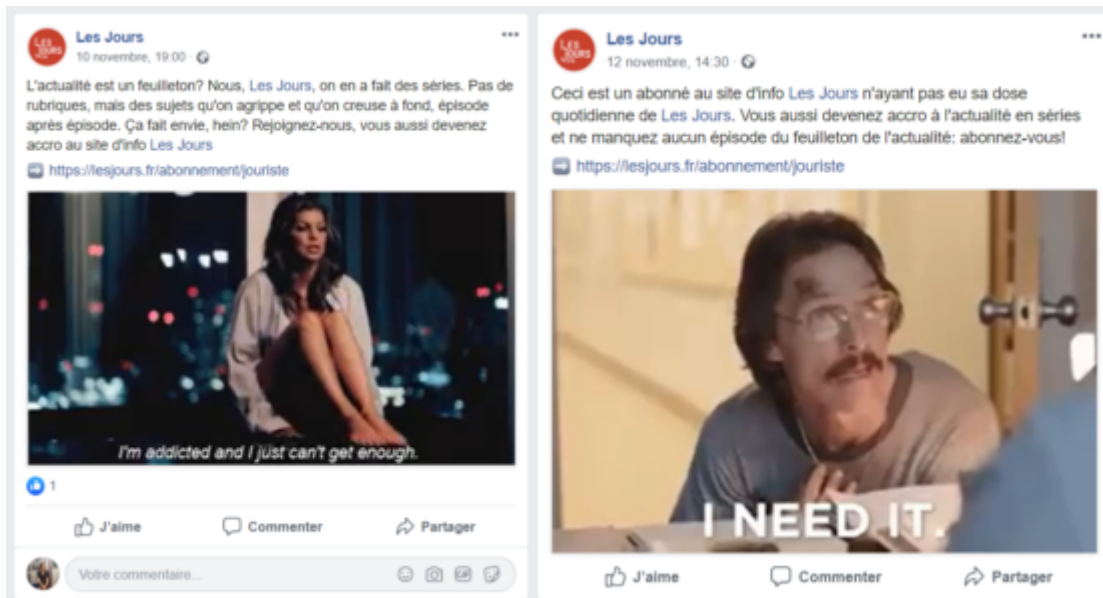 Les Jours
10 novembre, 19:00
L'actualité est un feuilleton? Nous, Les Jours, on en a fait des séries. Pas de
rubriques, mais des sujets qu'on agrippe et qu'on creuse à fond, épisode
après épisode. Ça fait envie, hein? Rejoignez-nous, vous aussi devenez
accro au site d'info Les Jours
https://lesjours.fr/abonnement/jouriste
I'm addicted and I just can't get enough.
1
J'aime
Commenter
Partager
Votre commentaire...
GIF
Les Jours
12 novembre, 14:30
Ceci est un abonné au site d'info Les Jours n'ayant pas eu sa dose
quotidienne de Les Jours. Vous aussi devenez accro à l'actualité en séries
et ne manquez aucun épisode du feuilleton de l'actualité: abonnez-vous!
https://lesjours.fr/abonnement/jouriste
I NEED IT.
J'aime
Commenter
Partager